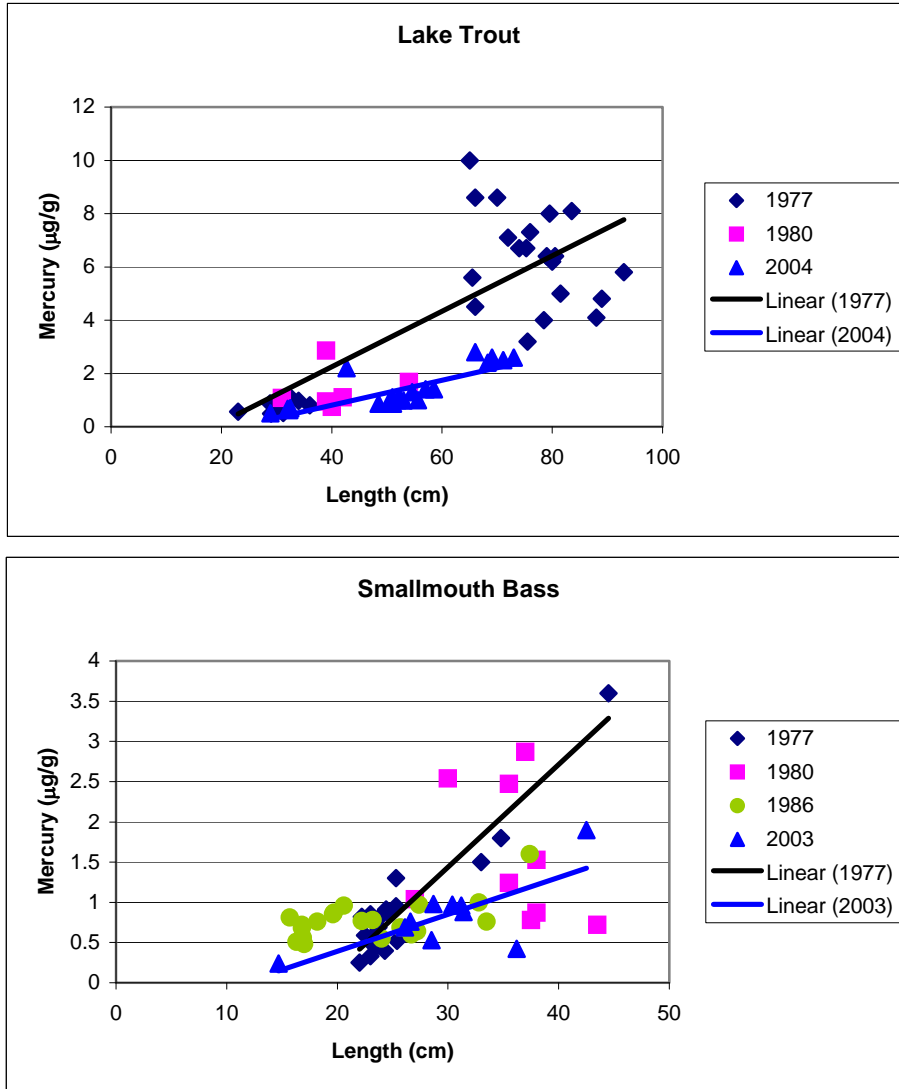 Lake Trout
Mercury (µg/g)
12
10
8
6
4
2
0
0 20 40 60 80 100
Length (cm)
1977
1980
2004
Linear (1977)
Linear (2004)
Smallmouth Bass
Mercury (µg/g)
4
3.5
3
2.5
2
1.5
1
0.5
0
0 10 20 30 40 50
Length (cm)
1977
1980
1986
2003
Linear (1977)
Linear (2003)